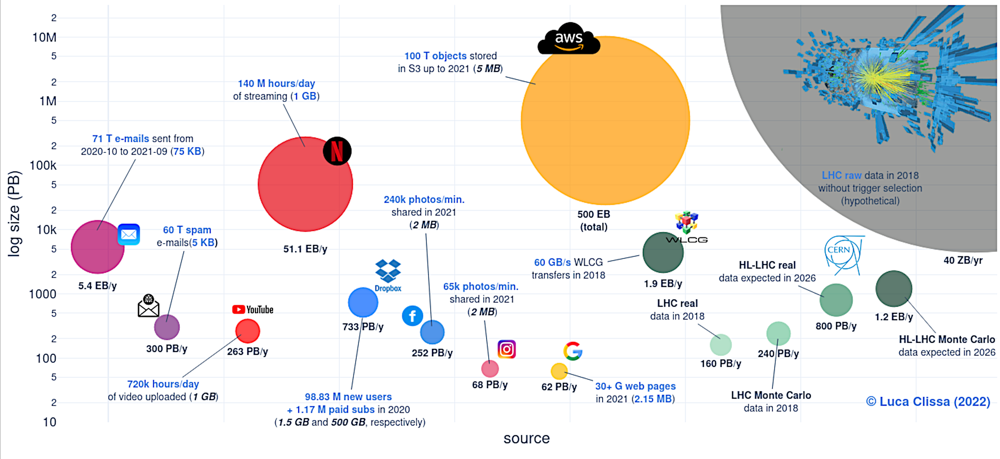 log size (PB)
2
10M
5
2
1M
5
2
100k
5
2
10k
5
2
1000
5
2
100
5
2
10
71 T e-mails sent from
2020-10 to 2021-09 (75 KB)
5.4 EB/y
60 T spam
e-mails(5 KB)
300 PB/y
140 M hours/day
of streaming (1 GB)
N
51.1 EB/y
YouTube
263 PB/y
720k hours/day
of video uploaded (1 GB)
Dropbox
733 PB/y
98.83 M new users
+ 1.17 M paid subs in 2020
(1.5 GB and 500 GB, respectively)
240k photos/min.
shared in 2021
(2 MB)
f
252 PB/y
65k photos/min.
shared in 2021
(2 MB)
68 PB/y
G
62 PB/y
30+ G web pages
in 2021 (2.15 MB)
aws
100 T objects stored
in S3 up to 2021 (5 MB)
500 EB
(total)
WLCG
60 GB/s WLCG
transfers in 2018
1.9 EB/y
LHC real
data in 2018
160 PB/y
240 PB/y
LHC Monte Carlo
data in 2018
HL-LHC real
data expected in 2026
CERN
800 PB/y
1.2 EB/y
HL-LHC Monte Carlo
data expected in 2026
LHC raw data in 2018
without trigger selection
(hypothetical)
40 ZB/yr
© Luca Clissa (2022)
source